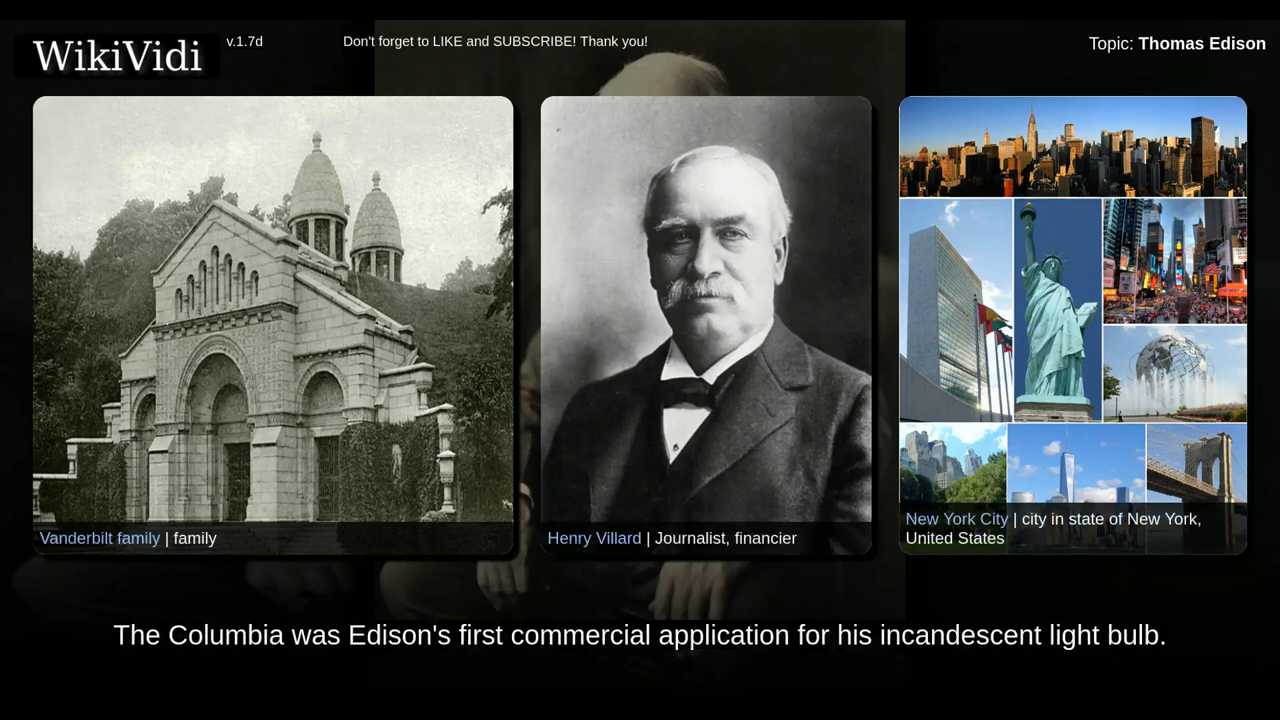 WikiVidi
v.1.7d
Don't forget to LIKE and SUBSCRIBE! Thank you!
Topic: Thomas Edison
Vanderbilt family | family
Henry Villard | Journalist, financier
New York City | city in state of New York,
United States
The Columbia was Edison's first commercial application for his incandescent light bulb.